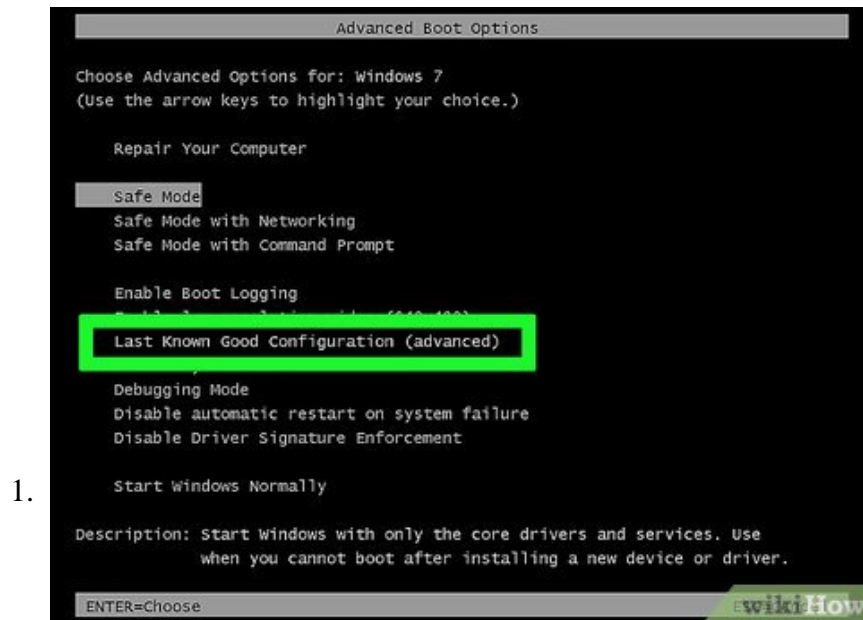 Advanced Boot Options
Choose Advanced Options for: Windows 7
(Use the arrow keys to highlight your choice.)
Repair Your Computer
Safe Mode
Safe Mode with Networking
Safe Mode with Command Prompt
Enable Boot Logging
Last Known Good Configuration (advanced)
Debugging Mode
Disable automatic restart on system failure
Disable Driver Signature Enforcement
1. Start Windows Normally
Description: Start Windows with only the core drivers and services. Use
when you cannot boot after installing a new device or driver.
ENTER=Choose
wikiHow